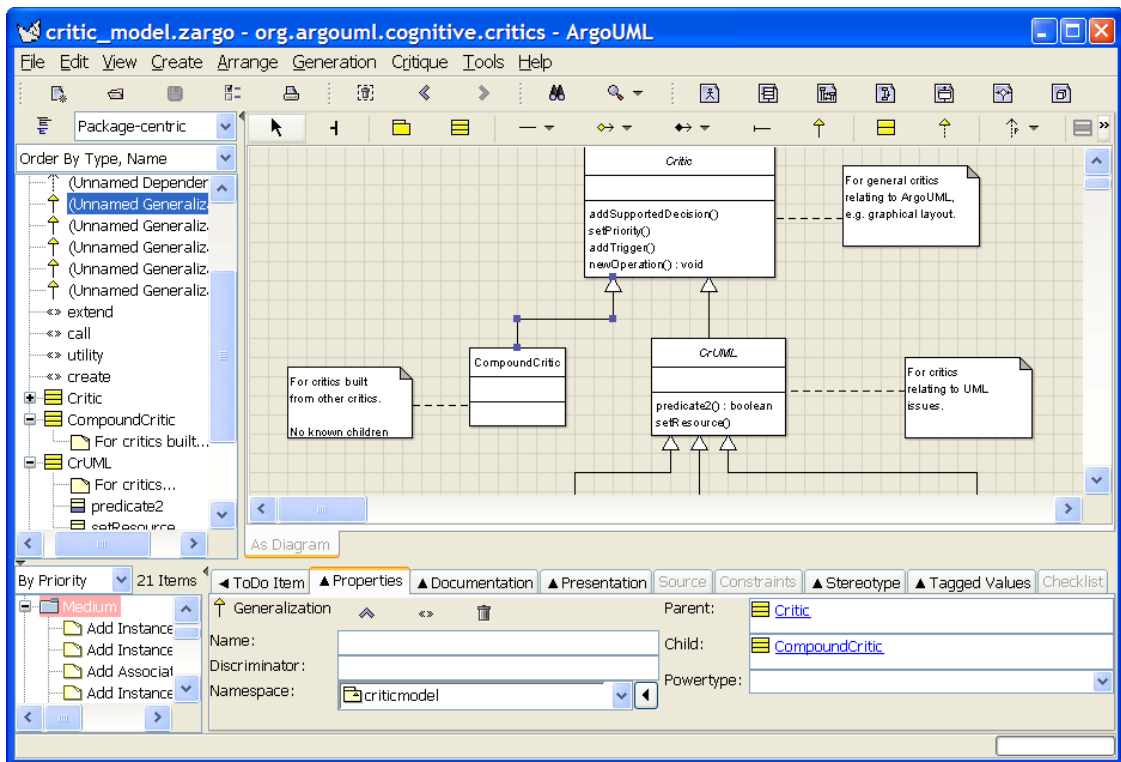 critic_model.zargo - org.argouml.cognitive.critics - ArgoUML
File Edit View Create Arrange Generation Critique Tools Help
Package-centric
Order By Type, Name
(Unnamed Depender
(Unnamed Generaliz
(Unnamed Generaliz
(Unnamed Generaliz
(Unnamed Generaliz
(Unnamed Generaliz
«» extend
«» call
«» utility
«» create
Critic
CompoundCritic
For critics built...
CrUML
For critics...
predicate2
setResource
Critic
addSupportedDecision()
setPriority()
addTrigger()
newOperation() : void
For general critics
relating to ArgoUML,
e.g. graphical layout.
CompoundCritic
For critics built
from other critics.
No known children
CrUML
predicate2() : boolean
setResource()
For critics
relating to UML
issues.
As Diagram
By Priority 21 Items
Medium
Add Instance
Add Instance
Add Associat
Add Instance
ToDo Item Properties Documentation Presentation Source Constraints Stereotype Tagged Values Checklist
Generalization «»
Name:
Discriminator:
Namespace: criticmodel
Parent: Critic
Child: CompoundCritic
Powertype: